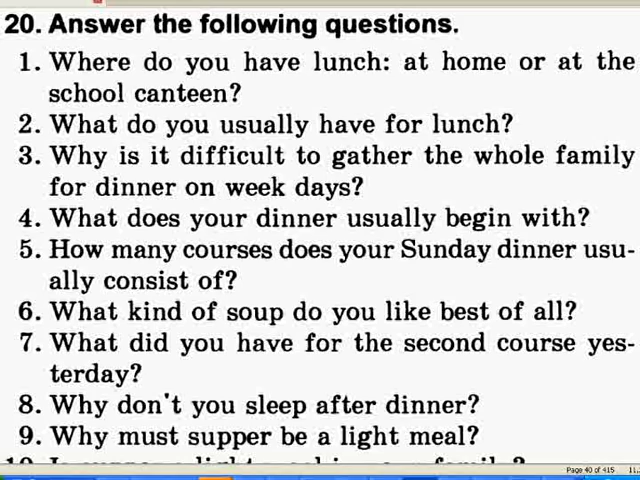 20. Answer the following questions.
1. Where do you have lunch: at home or at the
school canteen?
2. What do you usually have for lunch?
3. Why is it difficult to gather the whole family
for dinner on week days?
4. What does your dinner usually begin with?
5. How many courses does your Sunday dinner usu-
ally consist of?
6. What kind of soup do you like best of all?
7. What did you have for the second course yes-
terday?
8. Why don't you sleep after dinner?
9. Why must supper be a light meal?
Page 40 of 415